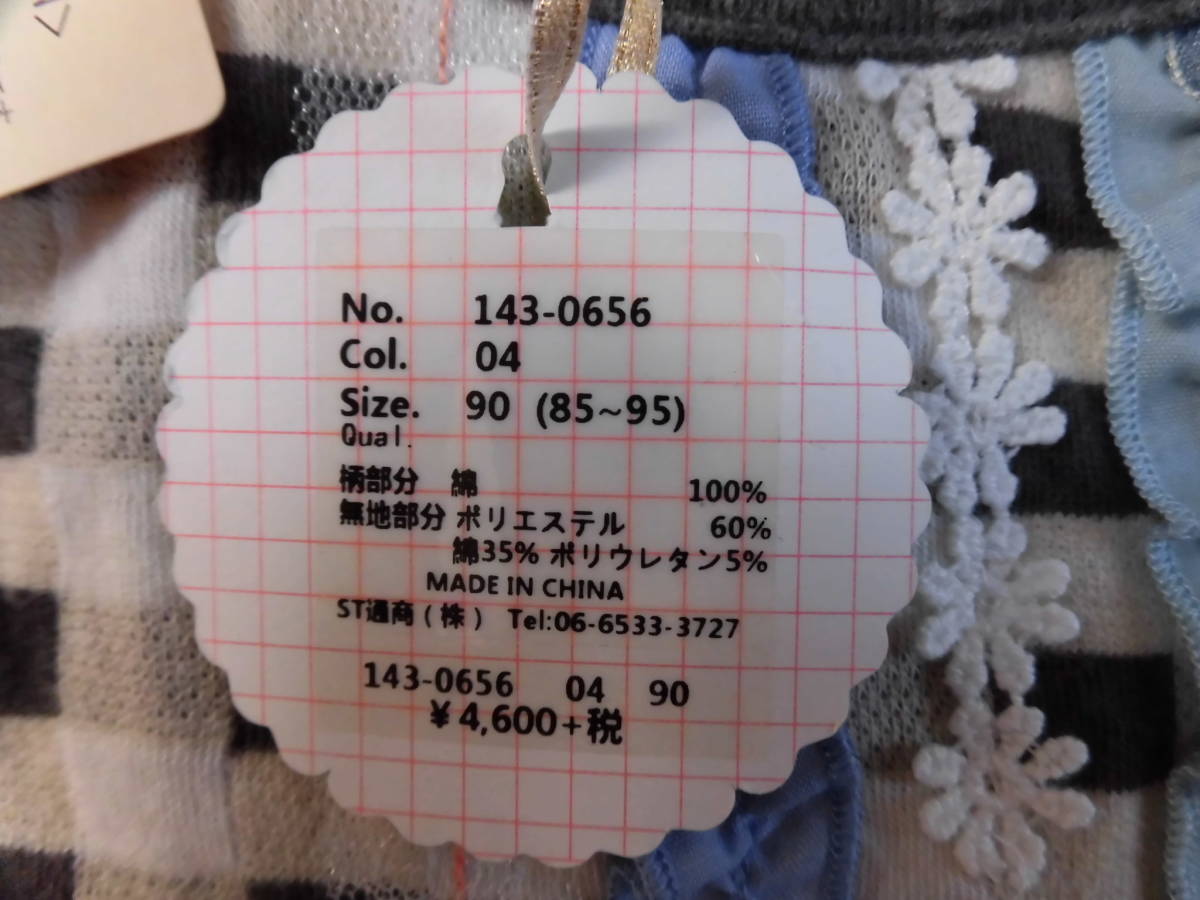 No. 143-0656
Col. 04
Size. 90 (85~95)
Qual.
柄部分 綿 100%
無地部分 ポリエステル 60%
綿35% ポリウレタン5%
MADE IN CHINA
ST通商(株) Tel:06-6533-3727
143-0656 04 90
¥4,600+税